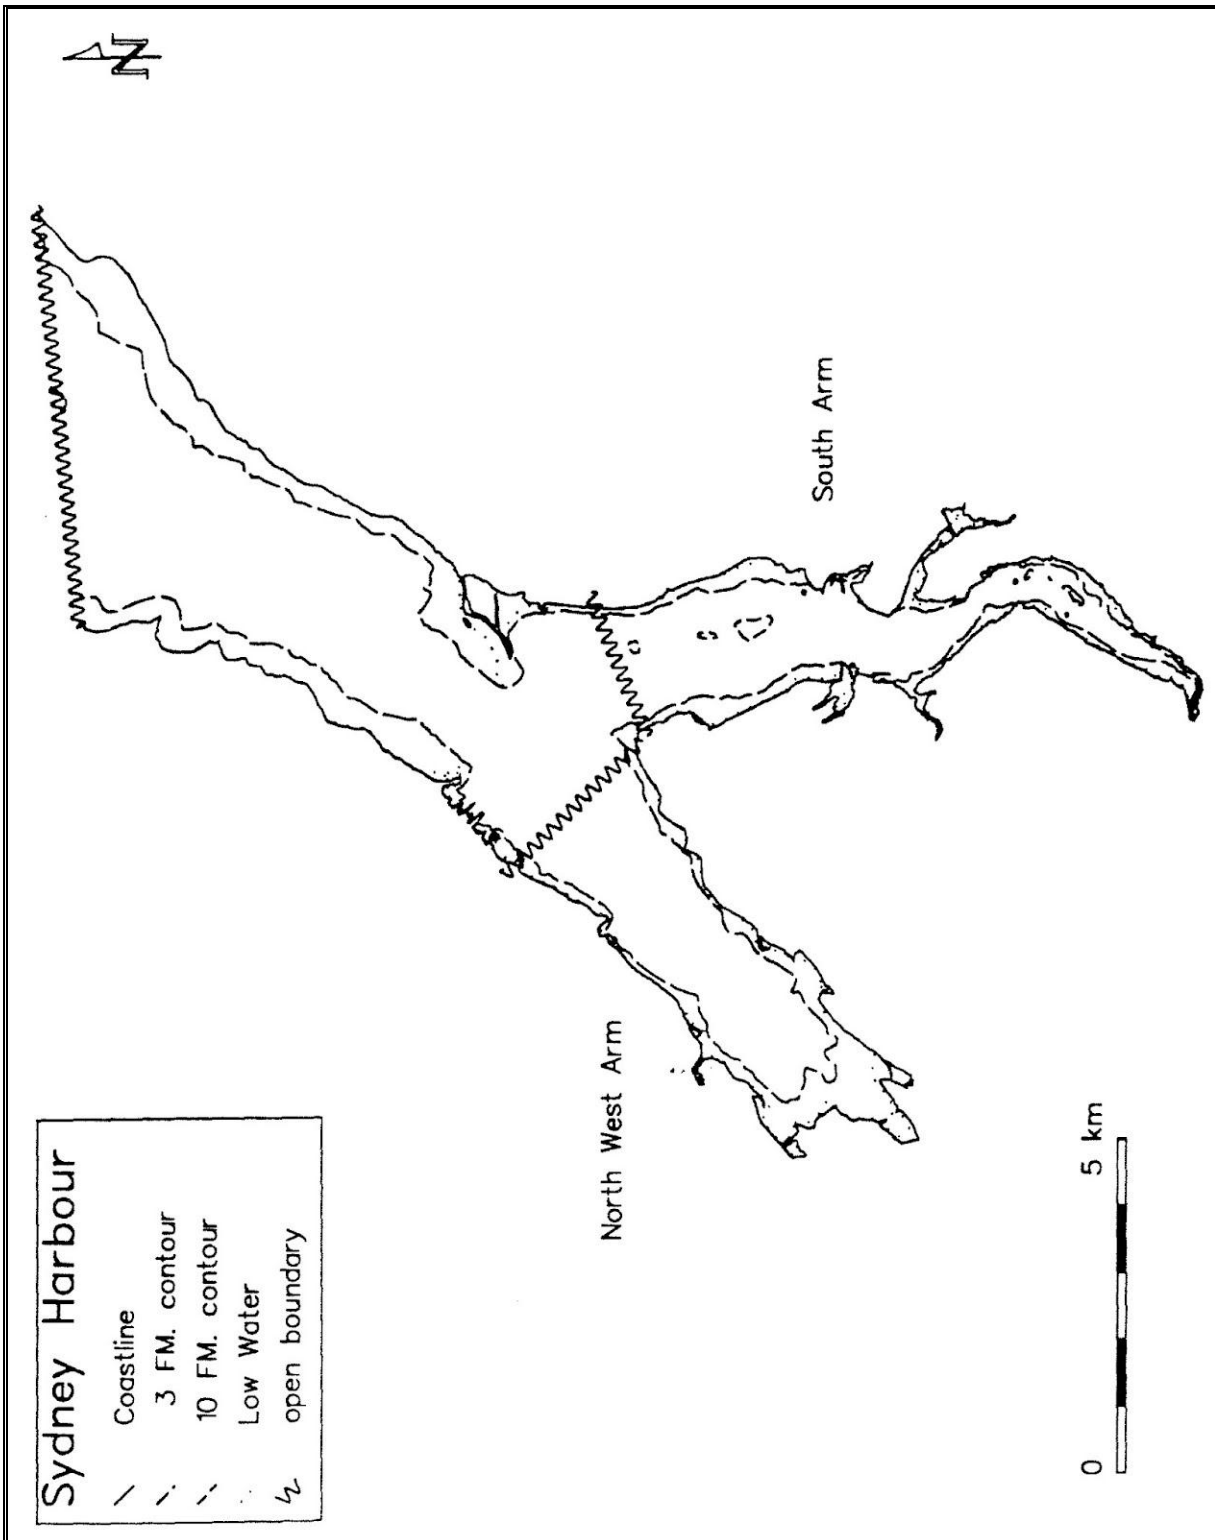 N
Sydney Harbour
Coastline
3 FM. contour
10 FM. contour
Low Water
open boundary
North West Arm
South Arm
0 5 km